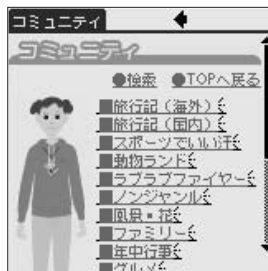 コミュニティ
コミュニティ
●検索 ●TOPへ戻る
■旅行記(海外)
■旅行記(国内)
■スポーツでいい汗
■動物ランド
■ラブラブファイヤー
■ノンジャンル
■風景・花
■ファミリー
■年中行事
■グルメ